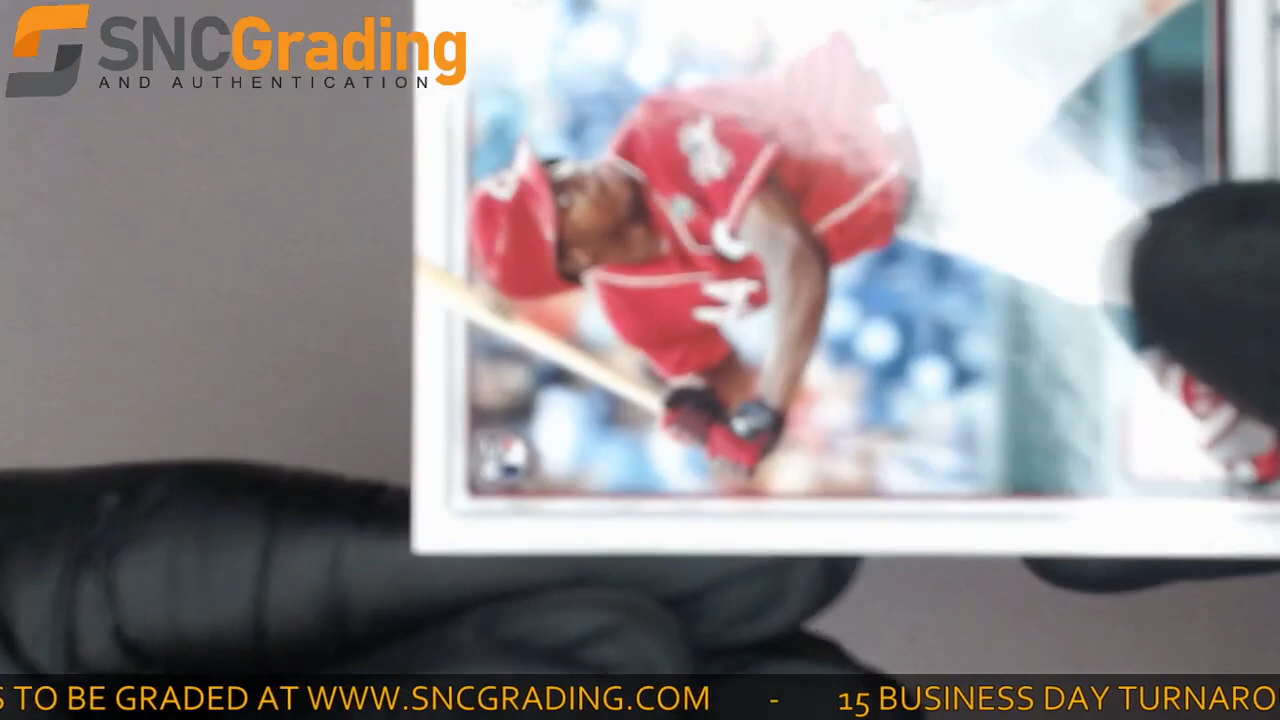 SNCGrading
AND AUTHENTICATION
S TO BE GRADED AT WWW.SNCGRADING.COM - 15 BUSINESS DAY TURNARO